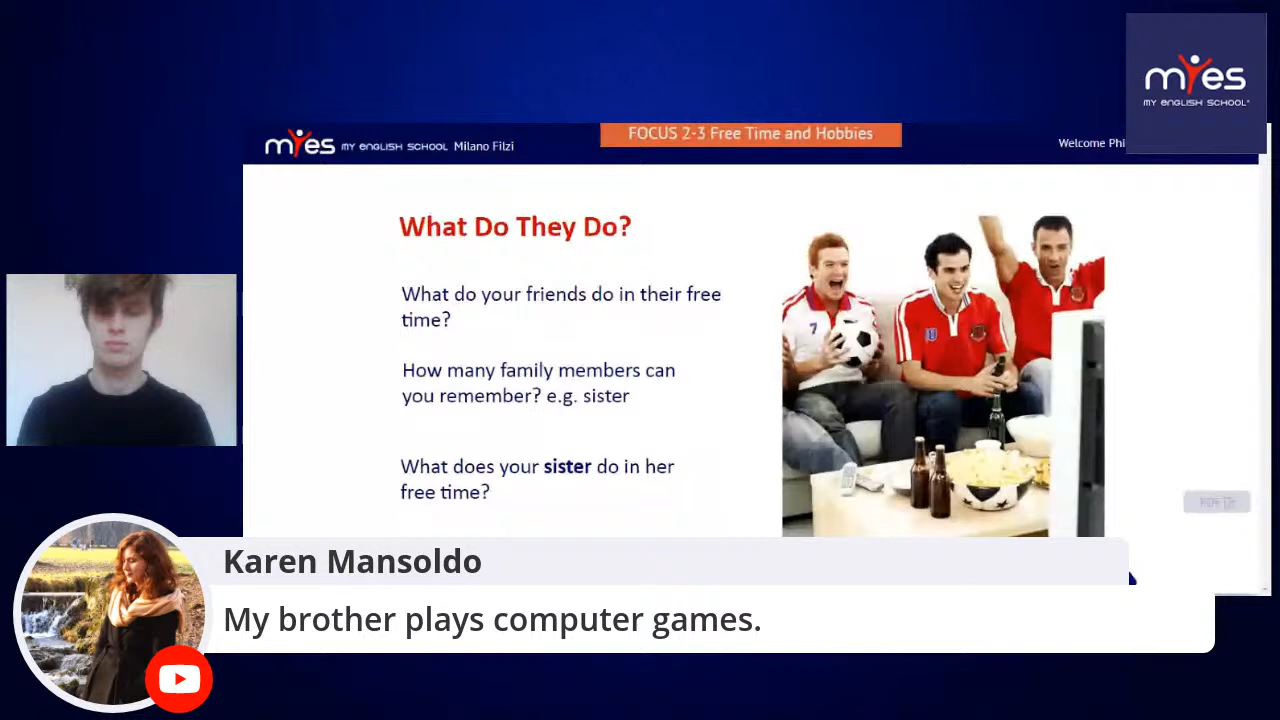 myes
MY ENGLISH SCHOOL
myes MY ENGLISH SCHOOL Milano Filzi
FOCUS 2-3 Free Time and Hobbies
Welcome Phi
What Do They Do?
What do your friends do in their free
time?
How many family members can
you remember? e.g. sister
What does your sister do in her
free time?
7
10
Karen Mansoldo
My brother plays computer games.